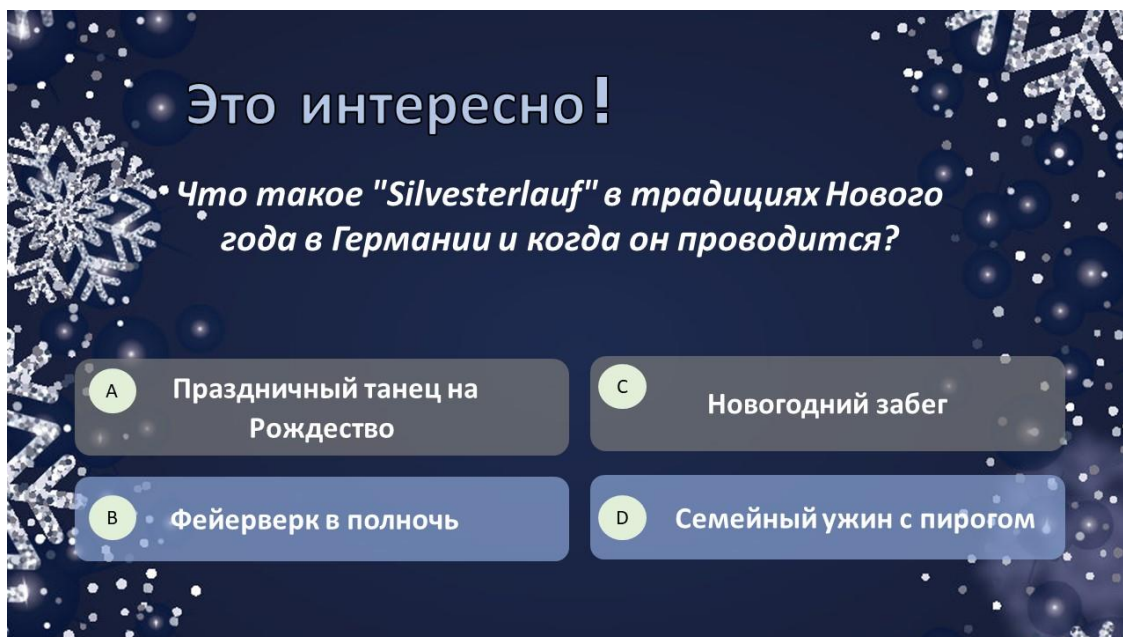 Это интересно!
Что такое "Silvesterlauf" в традициях Нового
года в Германии и когда он проводится?
A
Праздничный танец на
Рождество
C
Новогодний забег
B
Фейерверк в полночь
D
Семейный ужин с пирогом